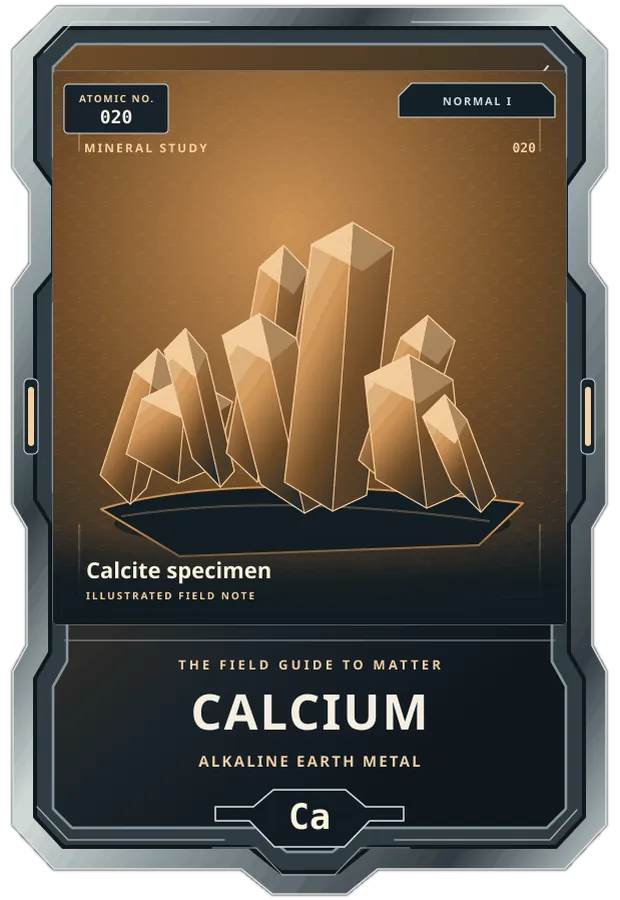 ATOMIC NO.
020
NORMAL I
MINERAL STUDY
020
Calcite specimen
ILLUSTRATED FIELD NOTE
THE FIELD GUIDE TO MATTER
CALCIUM
ALKALINE EARTH METAL
Ca